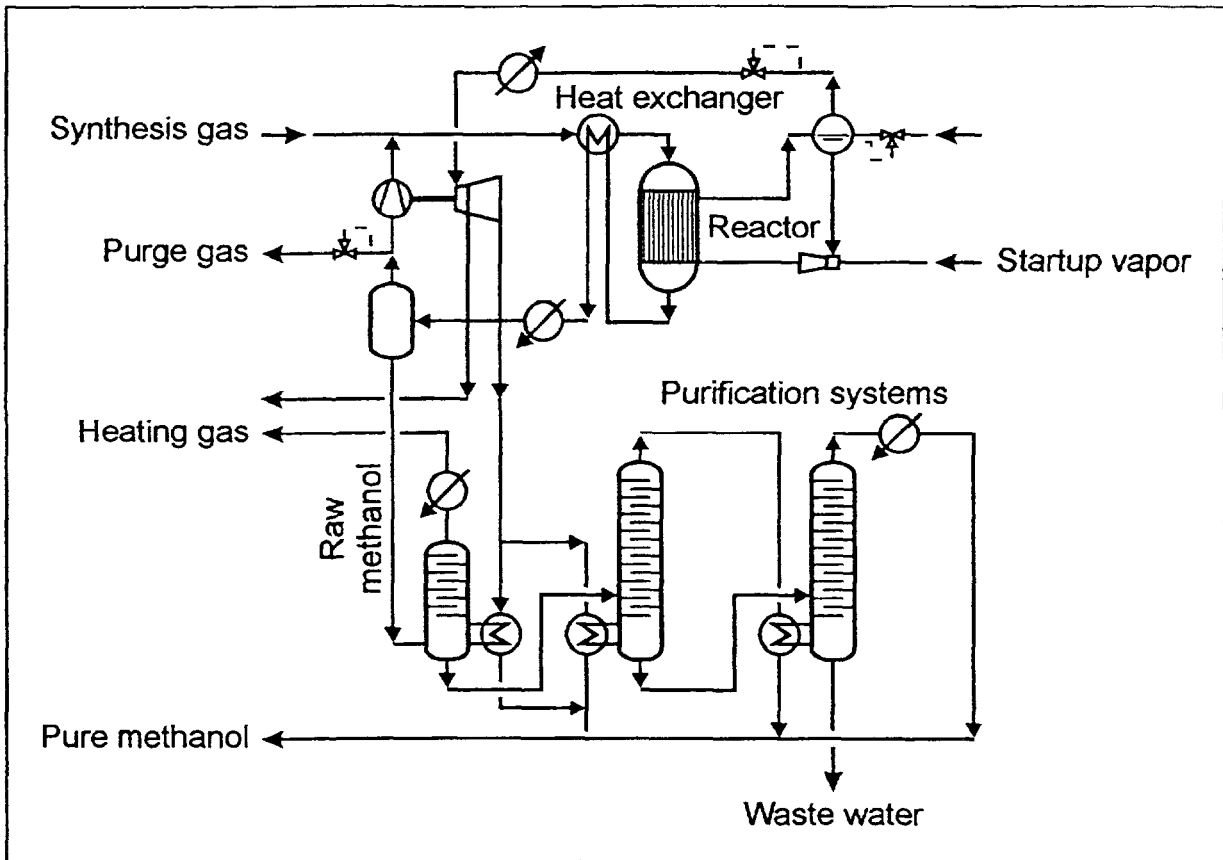 Heat exchanger
Synthesis gas
Reactor
Purge gas
Startup vapor
Purification systems
Heating gas
Raw
methanol
Pure methanol
Waste water